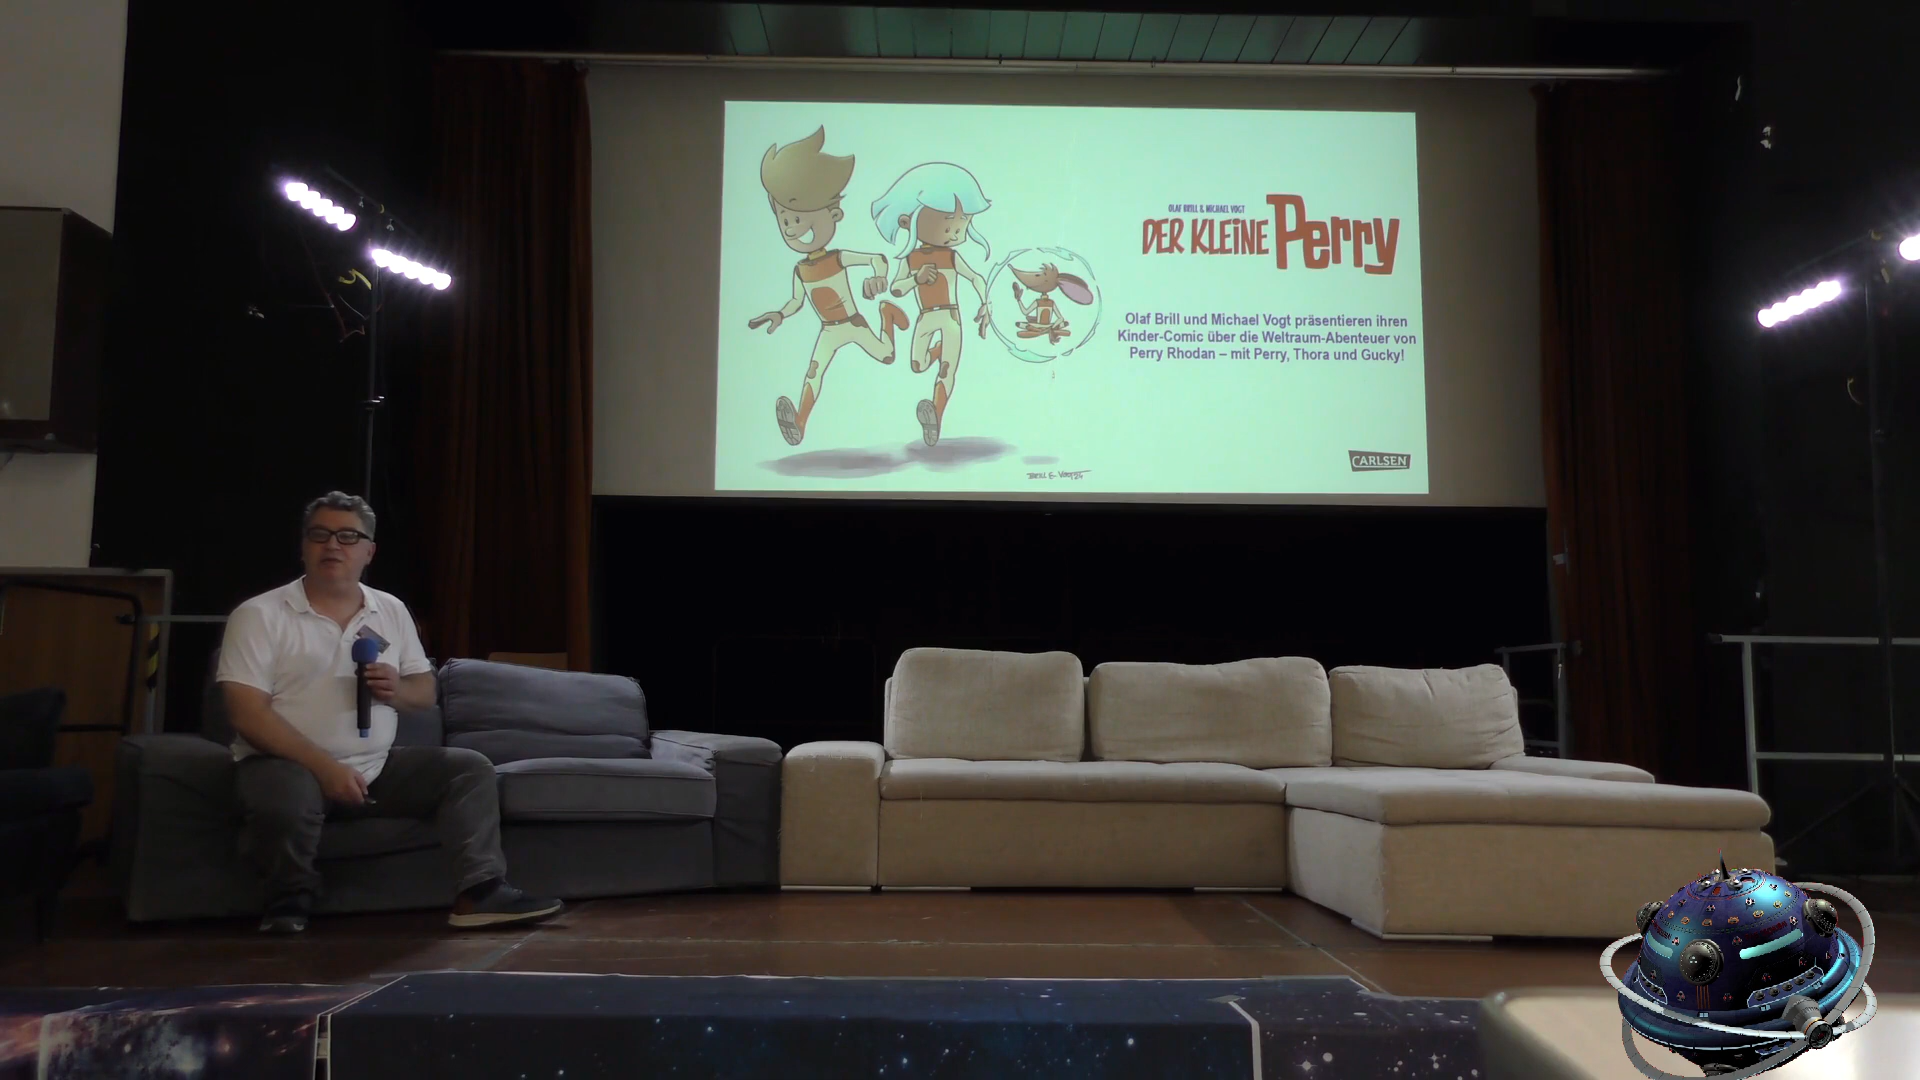 OLAF BRILL & MICHAEL VOGT
DER KLEINE Perry
Olaf Brill und Michael Vogt präsentieren ihren
Kinder-Comic über die Weltraum-Abenteuer von
Perry Rhodan – mit Perry, Thora und Gucky!
CARLSEN